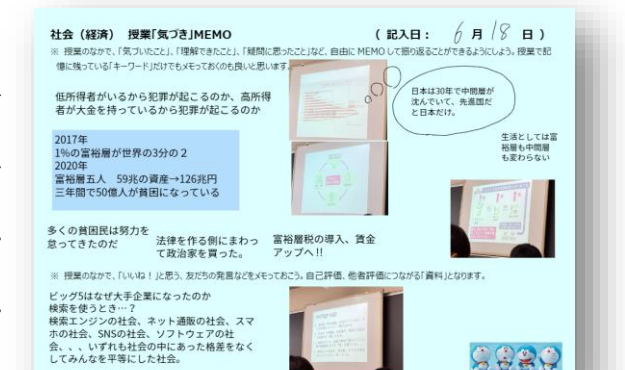 社会（経済） 授業「気づき」MEMO
（ 記入日： 6 月 18 日 ）
※ 授業のなかで、「気づいたこと」、「理解できたこと」、「疑問に思ったこと」など、自由に MEMO して振り返ることができるようにしよう。授業で記
憶に残っている「キーワード」だけでもメモっておくのも良いと思います。
低所得者がいるから犯罪が起こるのか、高所得
者が大金を持っているから犯罪が起こるのか
日本は30年で中間層が
沈んでいて、先進国だ
と日本だけ。
生活としては富
裕層も中間層
も変わらない
2017年
1%の富裕層が世界の3分の２
2020年
富裕層五人　59兆の資産→126兆円
三年間で50億人が貧困になっている
多くの貧困民は努力を
怠ってきたのだ
法律を作る側にまわっ
て政治家を買った。
富裕層税の導入、賃金
アップへ!!
※ 授業のなかで、「いいね！」と思う、友だちの発言などをメモっておこう。自己評価、他者評価につながる「資料」となります。
ビッグ5はなぜ大手企業になったのか
検索を使うとき…？
検索エンジンの社会、ネット通販の社会、スマ
ホの社会、SNSの社会、ソフトウェアの社
会、、、いずれも社会の中にあった格差をなく
してみんなを平等にした社会。